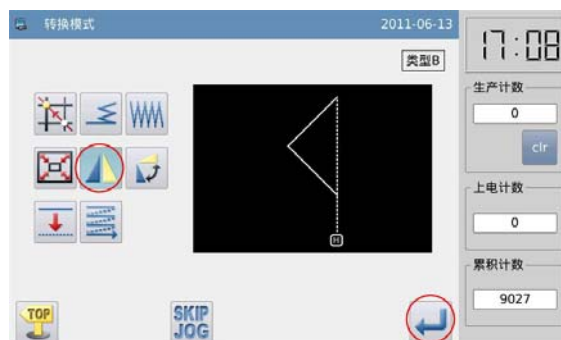 转换模式
2011-06-13
17:08
类型B
生产计数
0
clr
上电计数
0
累积计数
9027
H
TOP
SKIP
JOG